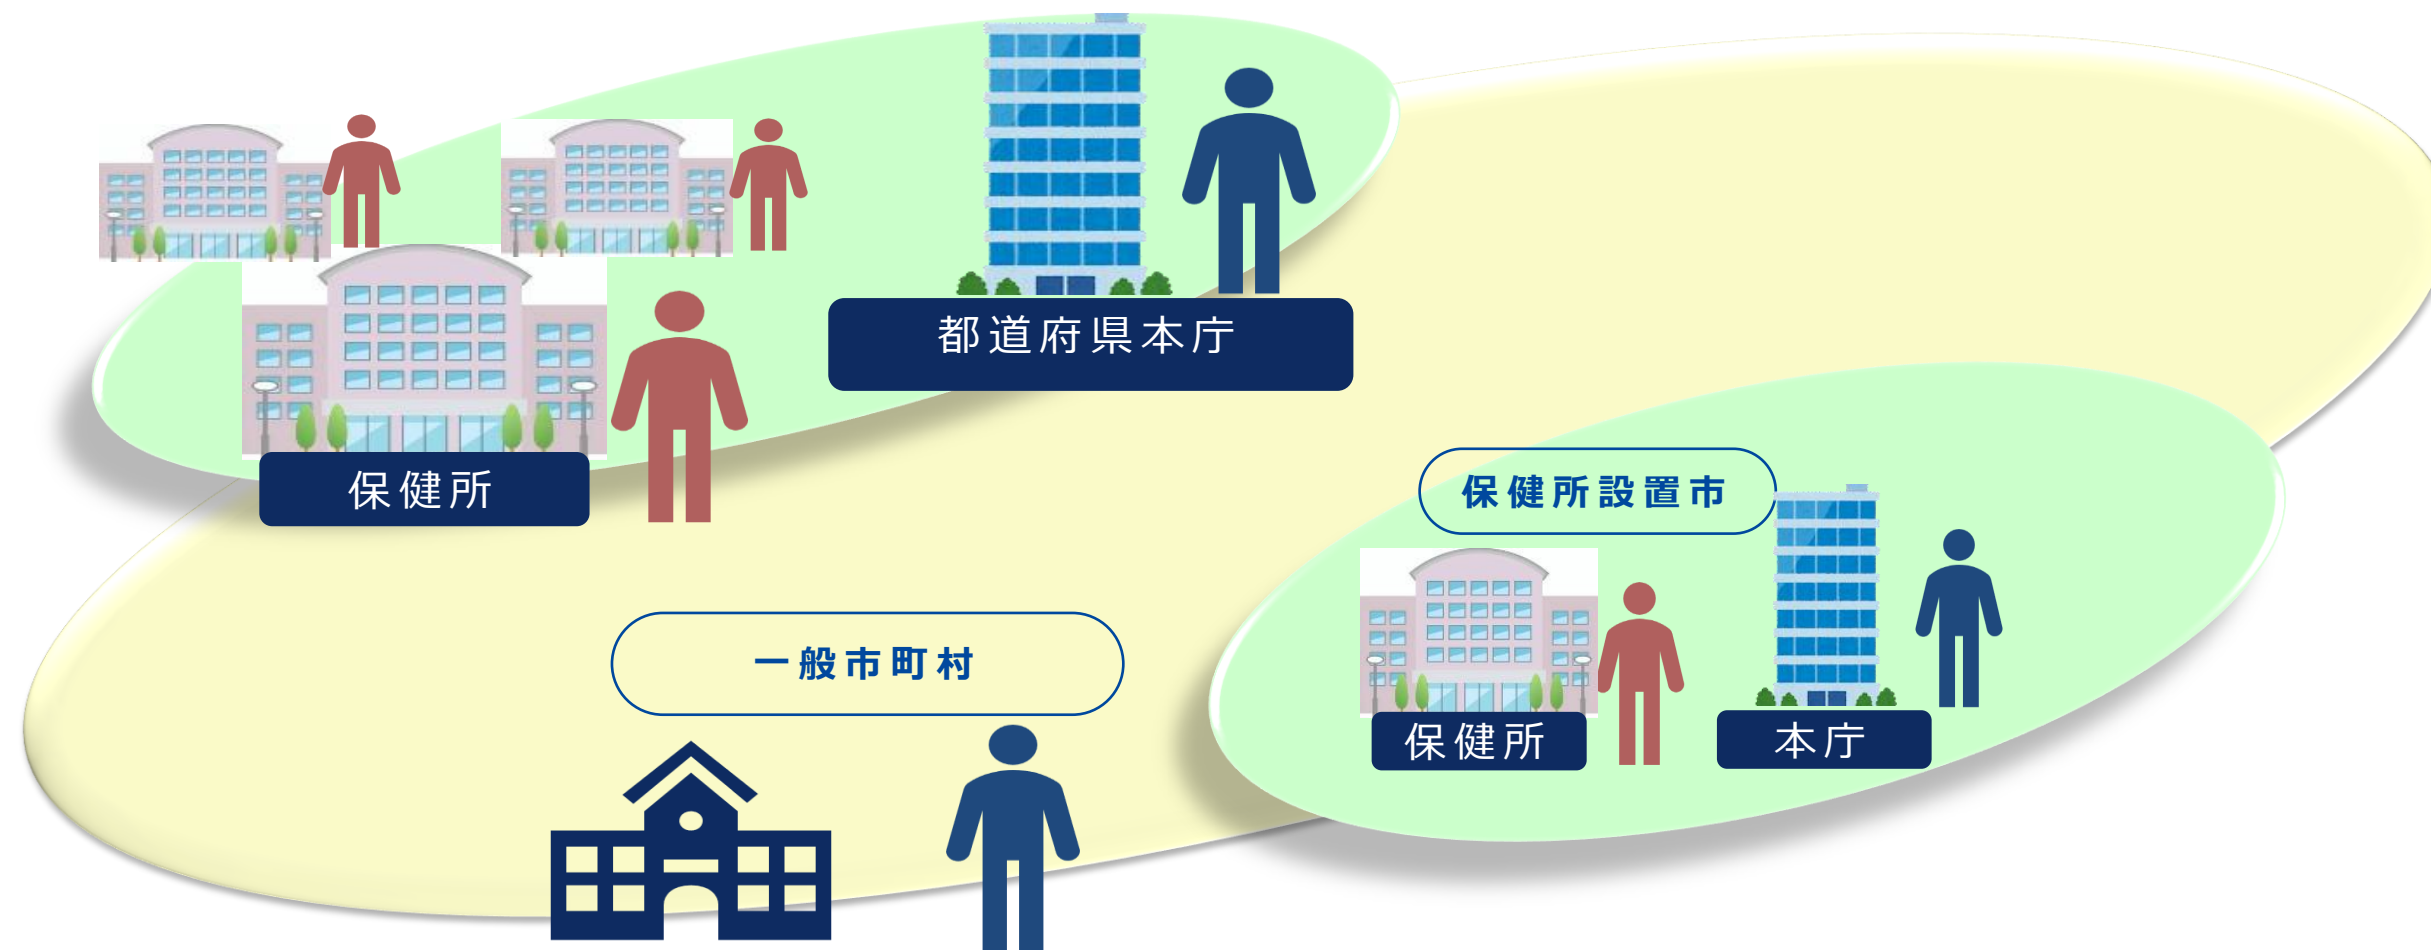 都道府県本庁
保健所
保健所設置市
一般市町村
保健所
本庁